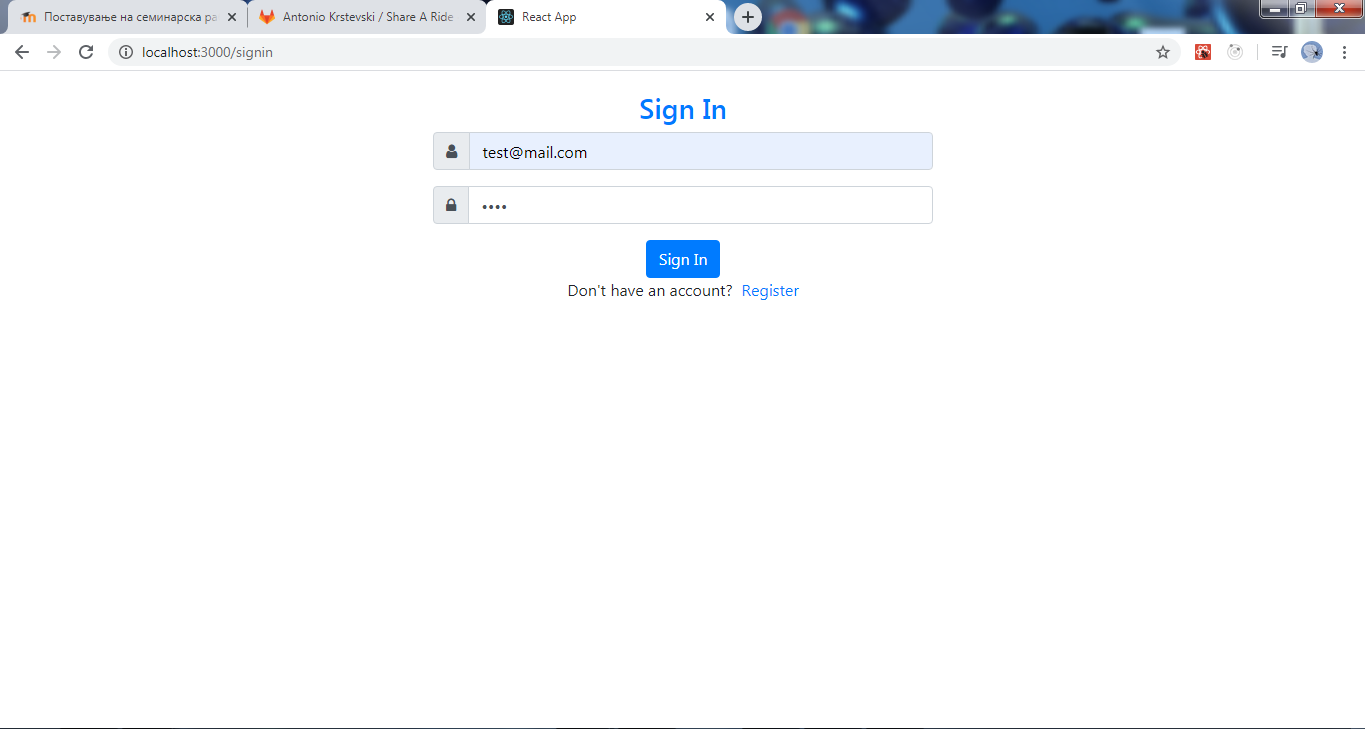 Поставување на семинарска ра
Antonio Krstevski / Share A Ride
React App
localhost:3000/signin
Sign In
test@mail.com
••••
Sign In
Don't have an account? Register